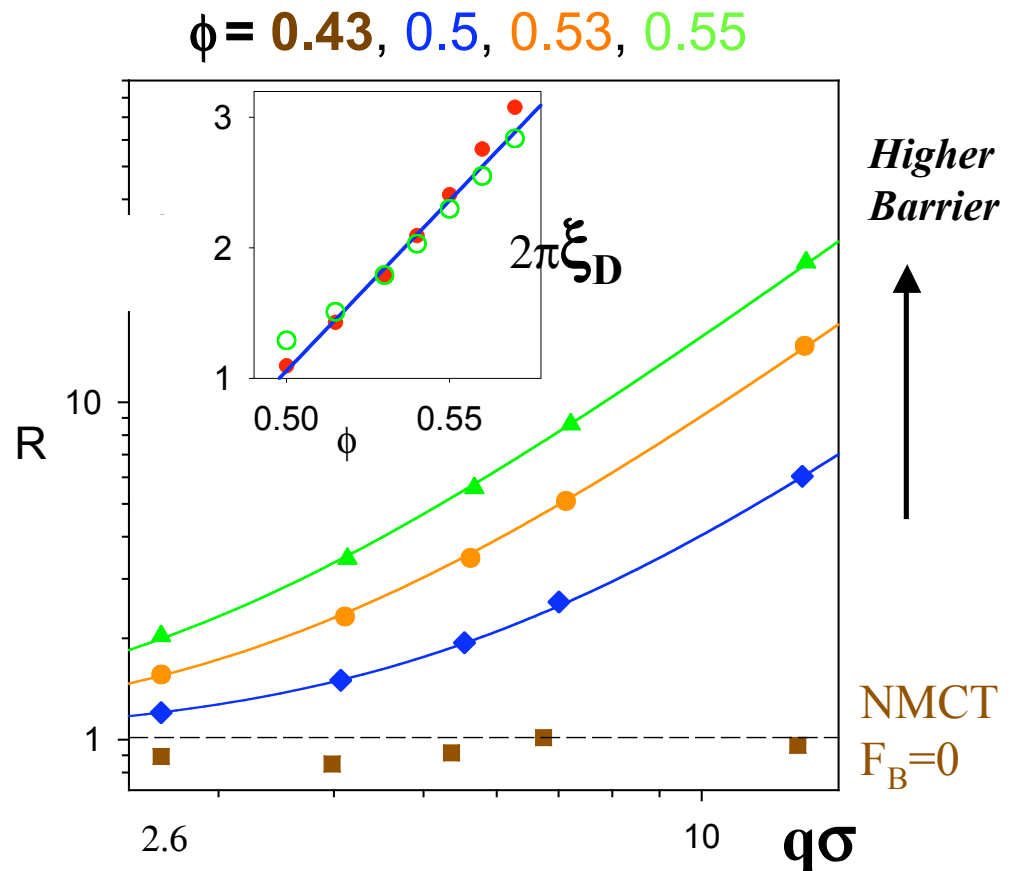 ϕ = 0.43, 0.5, 0.53, 0.55
3
2
1
0.50
0.55
ϕ
2πξD
Higher
Barrier
10
R
1
NMCT
FB=0
2.6
10
qσ